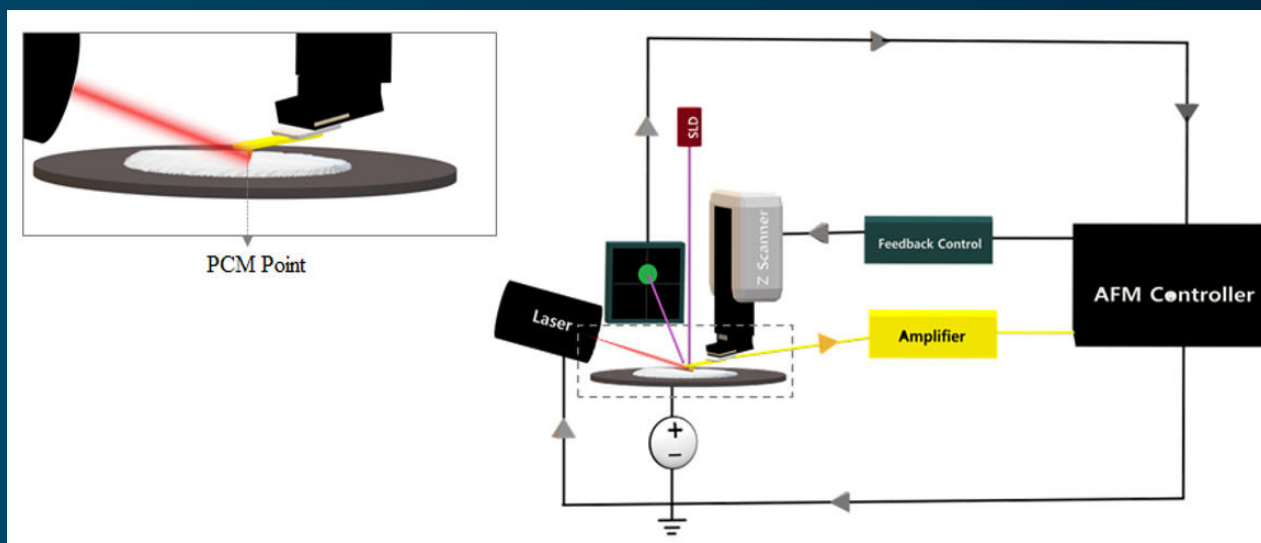 PCM Point
SLD
Z Scanner
Feedback Control
AFM Controller
Laser
Amplifier
+
−